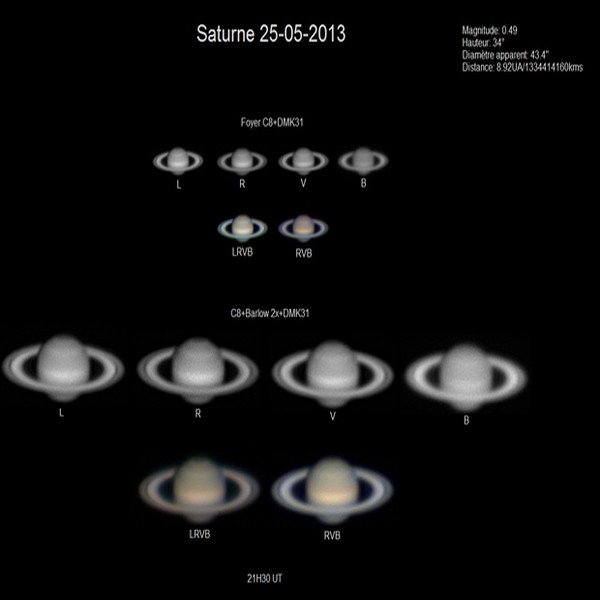 Saturne 25-05-2013
Magnitude: 0.49
Hauteur: 34°
Diamètre apparent: 43.4"
Distance: 8.92UA/1334414160kms
Foyer C8+DMK31
L R V B
LRVB RVB
C8+Barlow 2x+DMK31
L R V B
LRVB RVB
21H30 UT